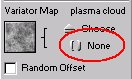 Variator Map plasma cloud
Choose
None
Random Offset